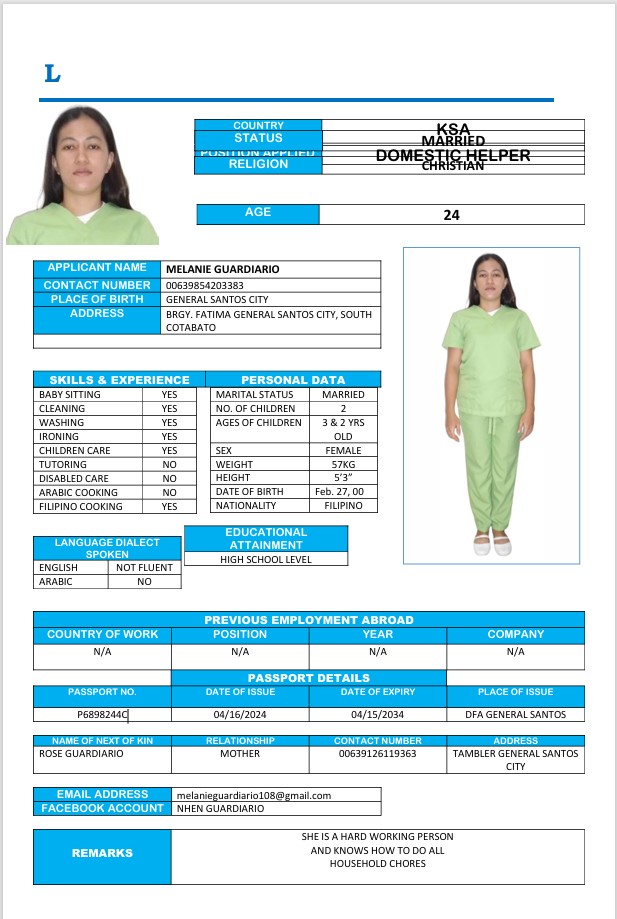 L
COUNTRY KSA
STATUS MARRIED
POSITION APPLIED DOMESTIC HELPER
RELIGION CHRISTIAN
AGE 24
APPLICANT NAME MELANIE GUARDIARIO
CONTACT NUMBER 00639854203383
PLACE OF BIRTH GENERAL SANTOS CITY
ADDRESS BRGY. FATIMA GENERAL SANTOS CITY, SOUTH
COTABATO
SKILLS & EXPERIENCE PERSONAL DATA
BABY SITTING YES MARITAL STATUS MARRIED
CLEANING YES NO. OF CHILDREN 2
WASHING YES AGES OF CHILDREN 3 & 2 YRS
IRONING YES OLD
CHILDREN CARE YES SEX FEMALE
TUTORING NO WEIGHT 57KG
DISABLED CARE NO HEIGHT 5’3”
ARABIC COOKING NO DATE OF BIRTH Feb. 27, 00
FILIPINO COOKING YES NATIONALITY FILIPINO
LANGUAGE DIALECT
SPOKEN
ENGLISH NOT FLUENT
ARABIC NO
EDUCATIONAL
ATTAINMENT
HIGH SCHOOL LEVEL
PREVIOUS EMPLOYMENT ABROAD
COUNTRY OF WORK POSITION YEAR COMPANY
N/A N/A N/A N/A
PASSPORT DETAILS
PASSPORT NO. DATE OF ISSUE DATE OF EXPIRY PLACE OF ISSUE
P6898244C 04/16/2024 04/15/2034 DFA GENERAL SANTOS
NAME OF NEXT OF KIN RELATIONSHIP CONTACT NUMBER ADDRESS
ROSE GUARDIARIO MOTHER 00639126119363 TAMBLER GENERAL SANTOS
CITY
EMAIL ADDRESS melanieguardiario108@gmail.com
FACEBOOK ACCOUNT NHEN GUARDIARIO
REMARKS
SHE IS A HARD WORKING PERSON
AND KNOWS HOW TO DO ALL
HOUSEHOLD CHORES